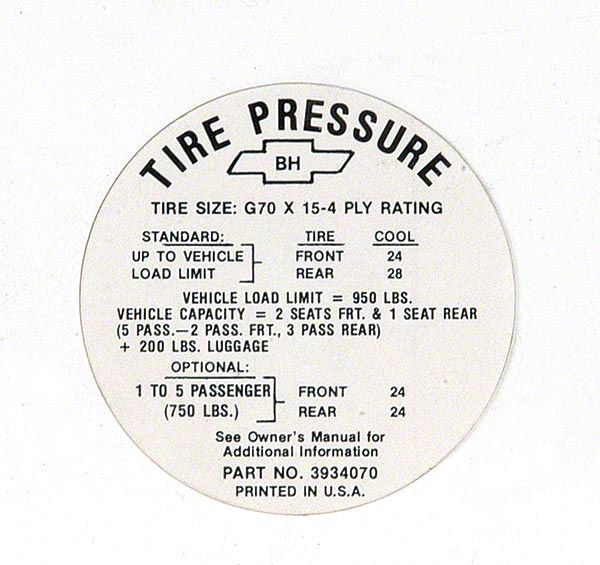 TIRE PRESSURE
BH
TIRE SIZE: G70 X 15-4 PLY RATING
STANDARD: TIRE COOL
UP TO VEHICLE FRONT 24
LOAD LIMIT REAR 28
VEHICLE LOAD LIMIT = 950 LBS.
VEHICLE CAPACITY = 2 SEATS FRT. & 1 SEAT REAR
(5 PASS.—2 PASS. FRT., 3 PASS REAR)
+ 200 LBS. LUGGAGE
OPTIONAL:
1 TO 5 PASSENGER FRONT 24
(750 LBS.) REAR 24
See Owner's Manual for
Additional Information
PART NO. 3934070
PRINTED IN U.S.A.